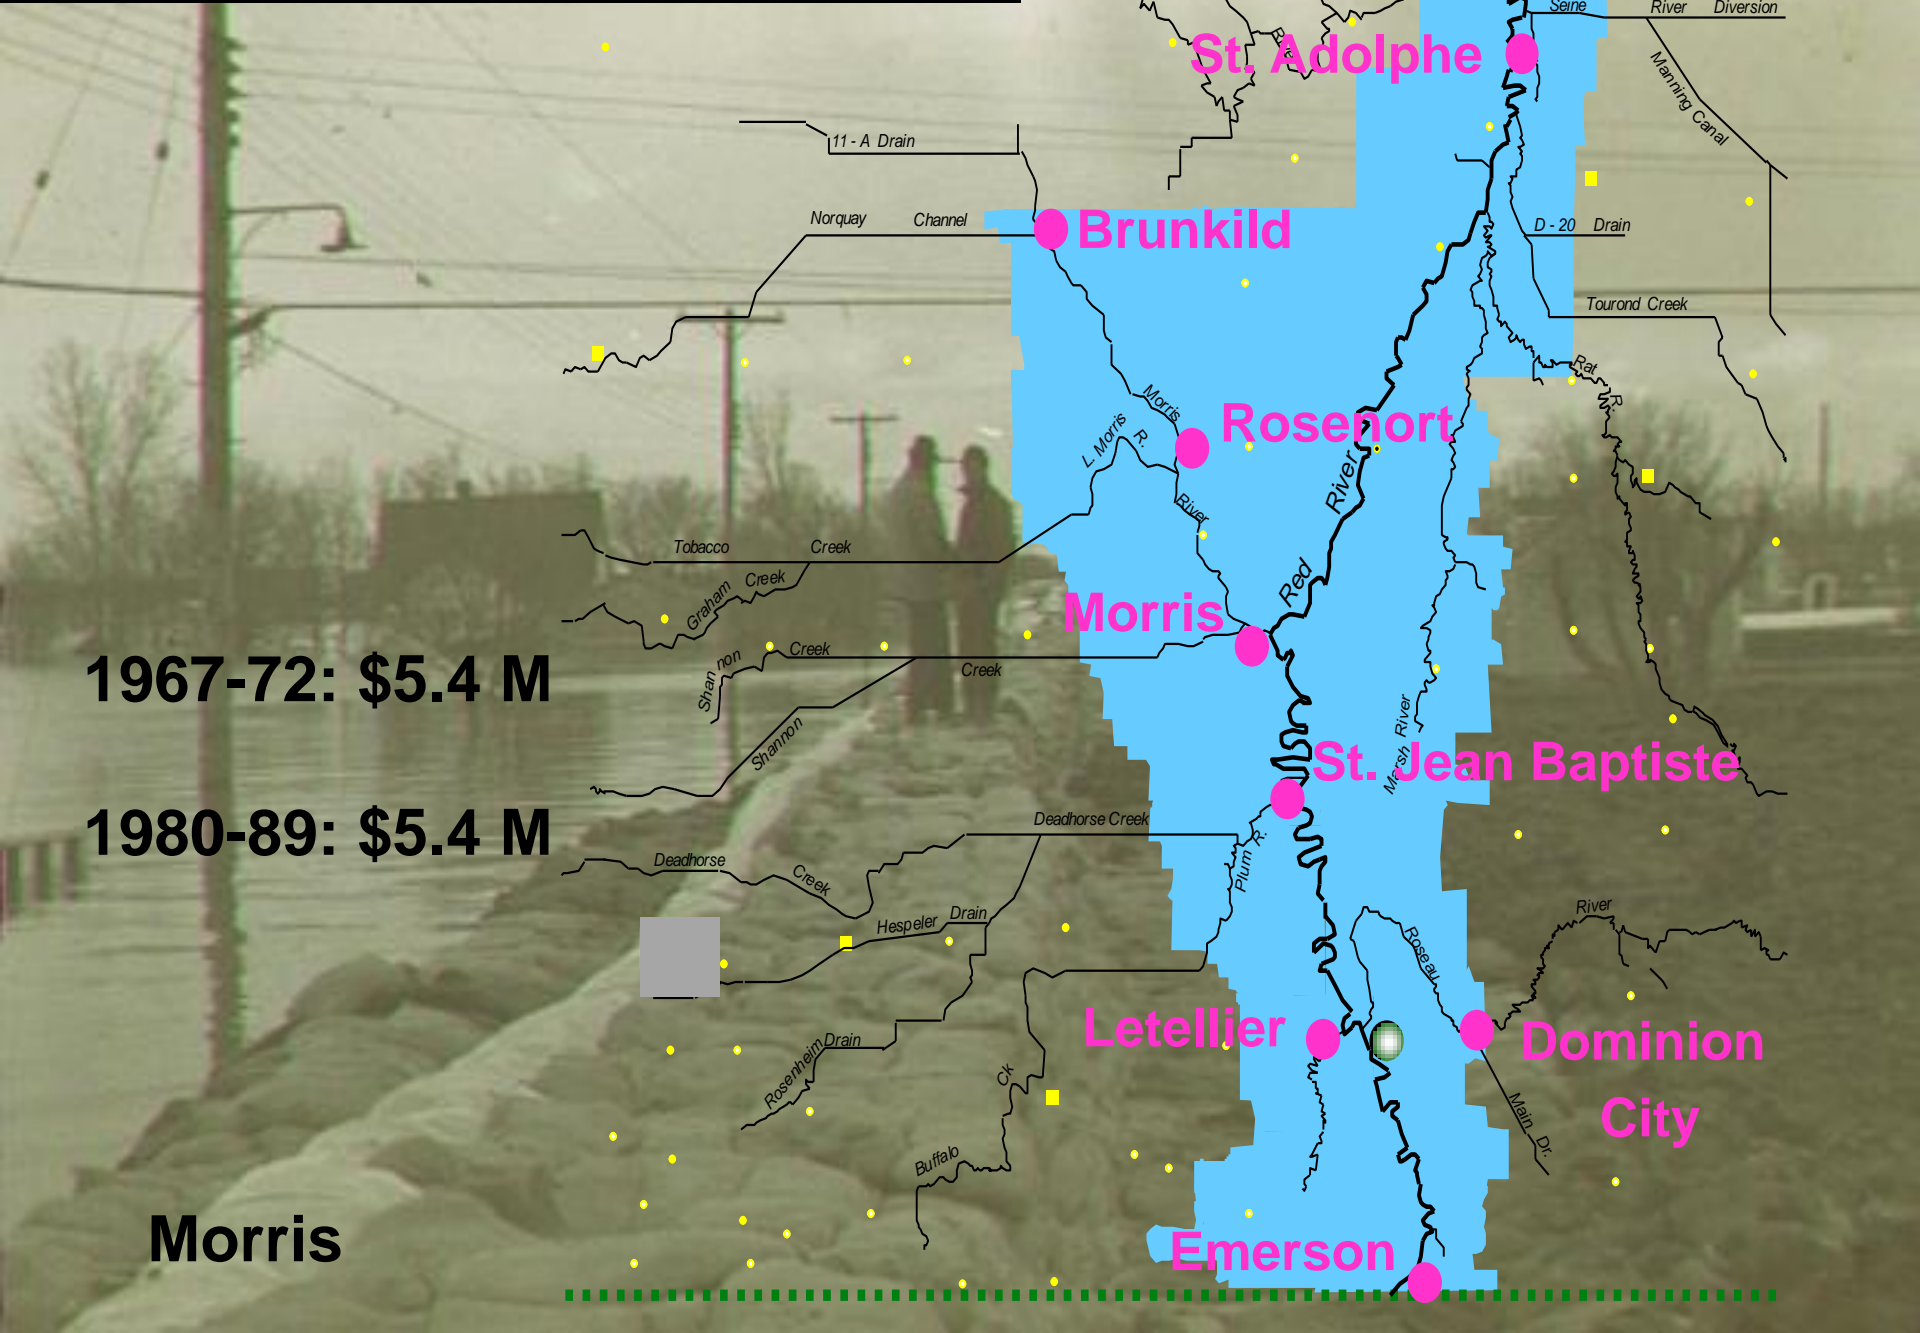 Seine River Diversion
St. Adolphe
Manning Canal
11 - A Drain
Norquay Channel
Brunkild
D - 20 Drain
Tourond Creek
Rat R.
Morris River
L. Morris R.
Rosenort
Red River
Tobacco Creek
Graham Creek
Morris
Shannon Creek
Shannon Creek
1967-72: $5.4 M
Marsh River
St. Jean Baptiste
1980-89: $5.4 M
Deadhorse Creek
Plum R.
Deadhorse Creek
Hespeler Drain
Roseau River
Letellier
Dominion
City
Rosenheim Drain
Buffalo Ck
Main Dr.
Morris
Emerson